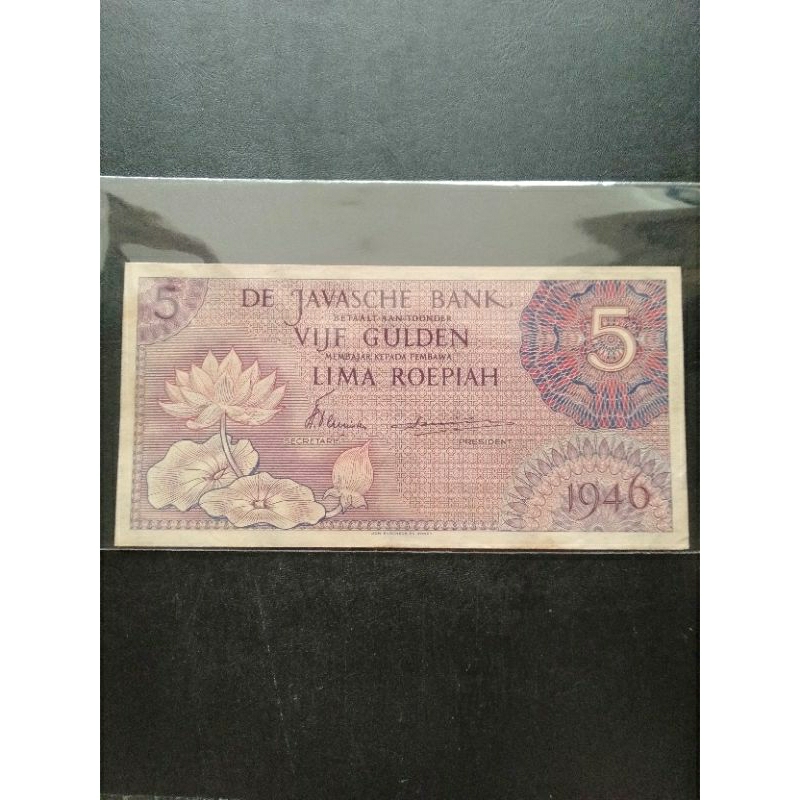 5
DE JAVASCHE BANK
BETAALT AAN TOONDER
VIJF GULDEN
MEMBAJAR KEPADA PEMBAWA
LIMA ROEPIAH
5
SECRETARIS
PRESIDENT
1946